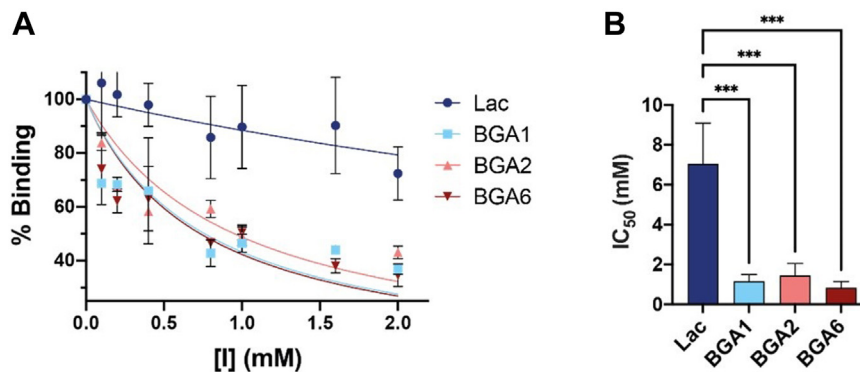 A
% Binding
100
80
60
40
0.0
0.5
1.0
1.5
2.0
[I] (mM)
Lac
BGA1
BGA2
BGA6
B
***
***
***
IC50 (mM)
10
8
6
4
2
0
Lac
BGA1
BGA2
BGA6